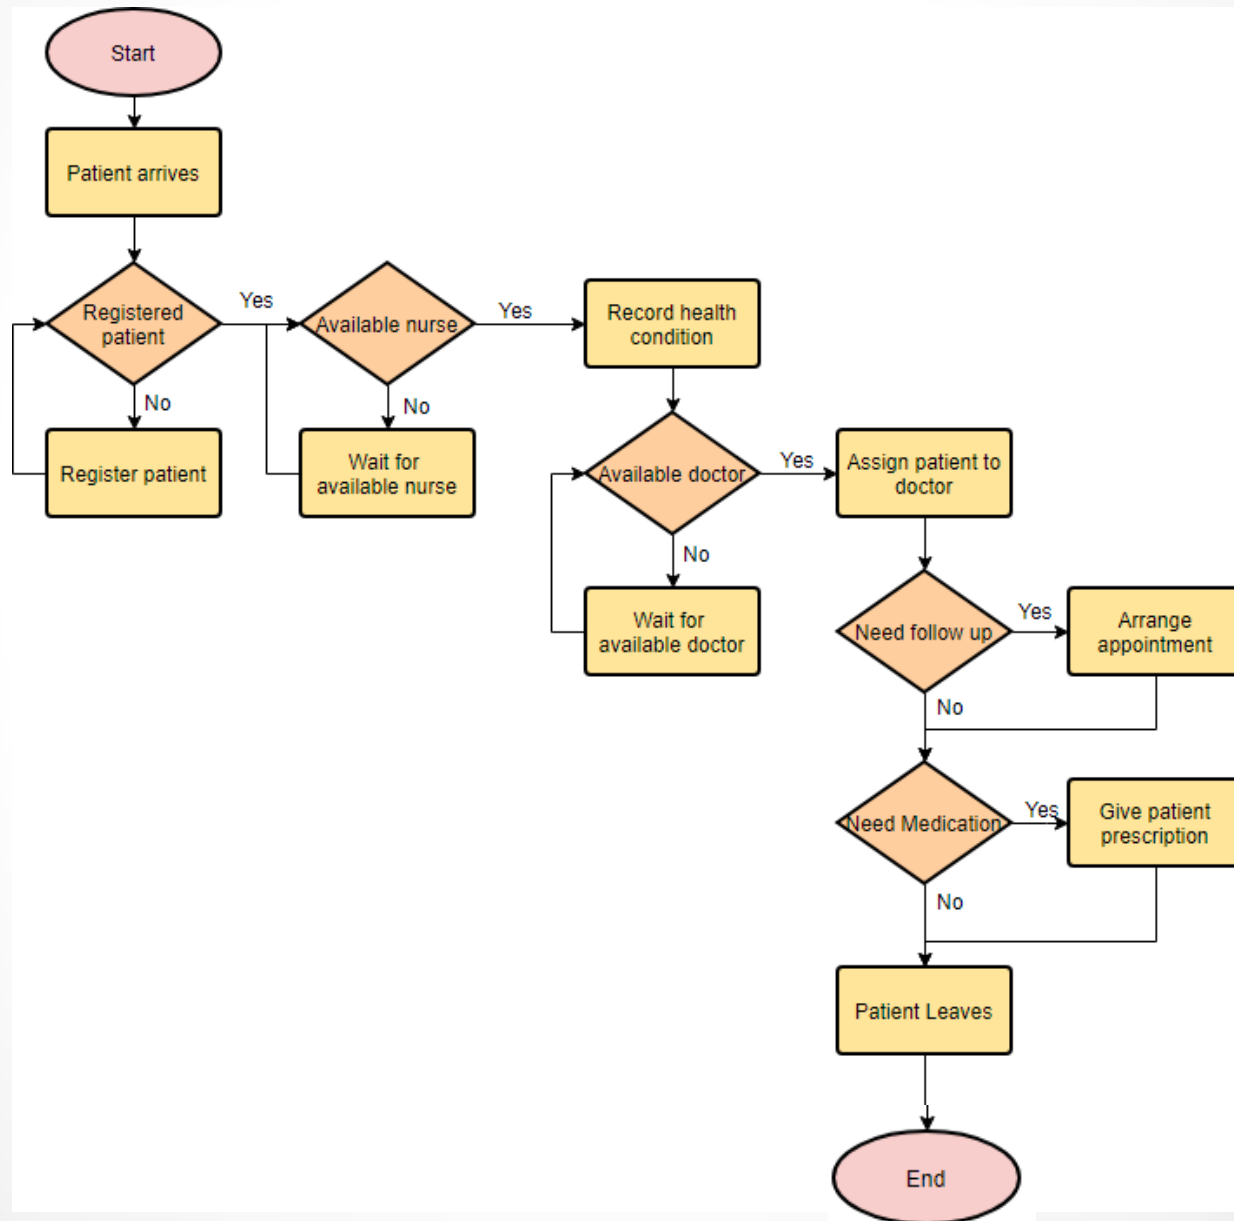 Start
Patient arrives
Registered
patient
Yes
No
Register patient
Available nurse
Yes
No
Wait for
available nurse
Record health
condition
Available doctor
Yes
No
Wait for
available doctor
Assign patient to
doctor
Need follow up
Yes
No
Arrange
appointment
Need Medication
Yes
No
Give patient
prescription
Patient Leaves
End